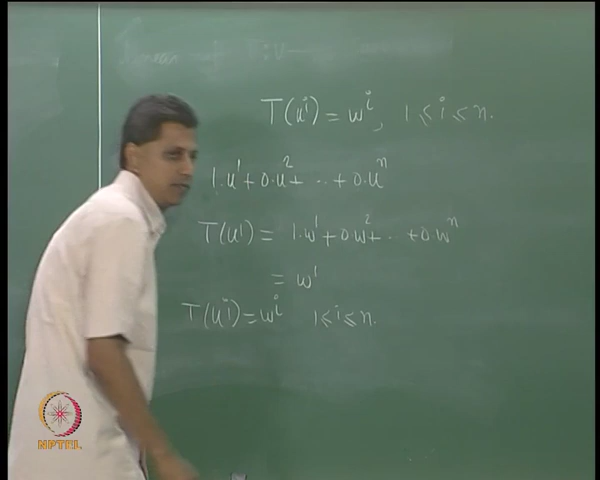 T(u^i) = w^i, 1 ≤ i ≤ n.
1.u^1 + 0.u^2 + .. + 0.u^n
T(u^1) = 1.w^1 + 0.w^2 + .. + 0.w^n
= w^1
T(u^i) = w^i 1 ≤ i ≤ n.
NPTEL